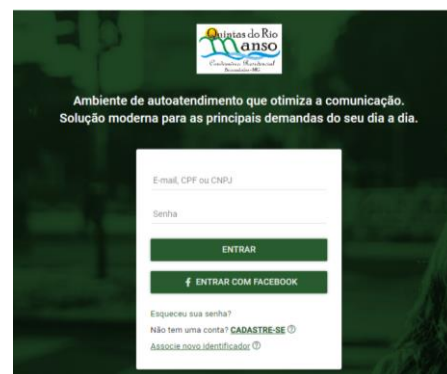 Quintas do Rio
Manso
Condomínio Residencial
Ambiente de autoatendimento que otimiza a comunicação.
Solução moderna para as principais demandas do seu dia a dia.
E-mail, CPF ou CNPJ
Senha
ENTRAR
f ENTRAR COM FACEBOOK
Esqueceu sua senha?
Não tem uma conta? CADASTRE-SE ?
Associe novo identificador ?